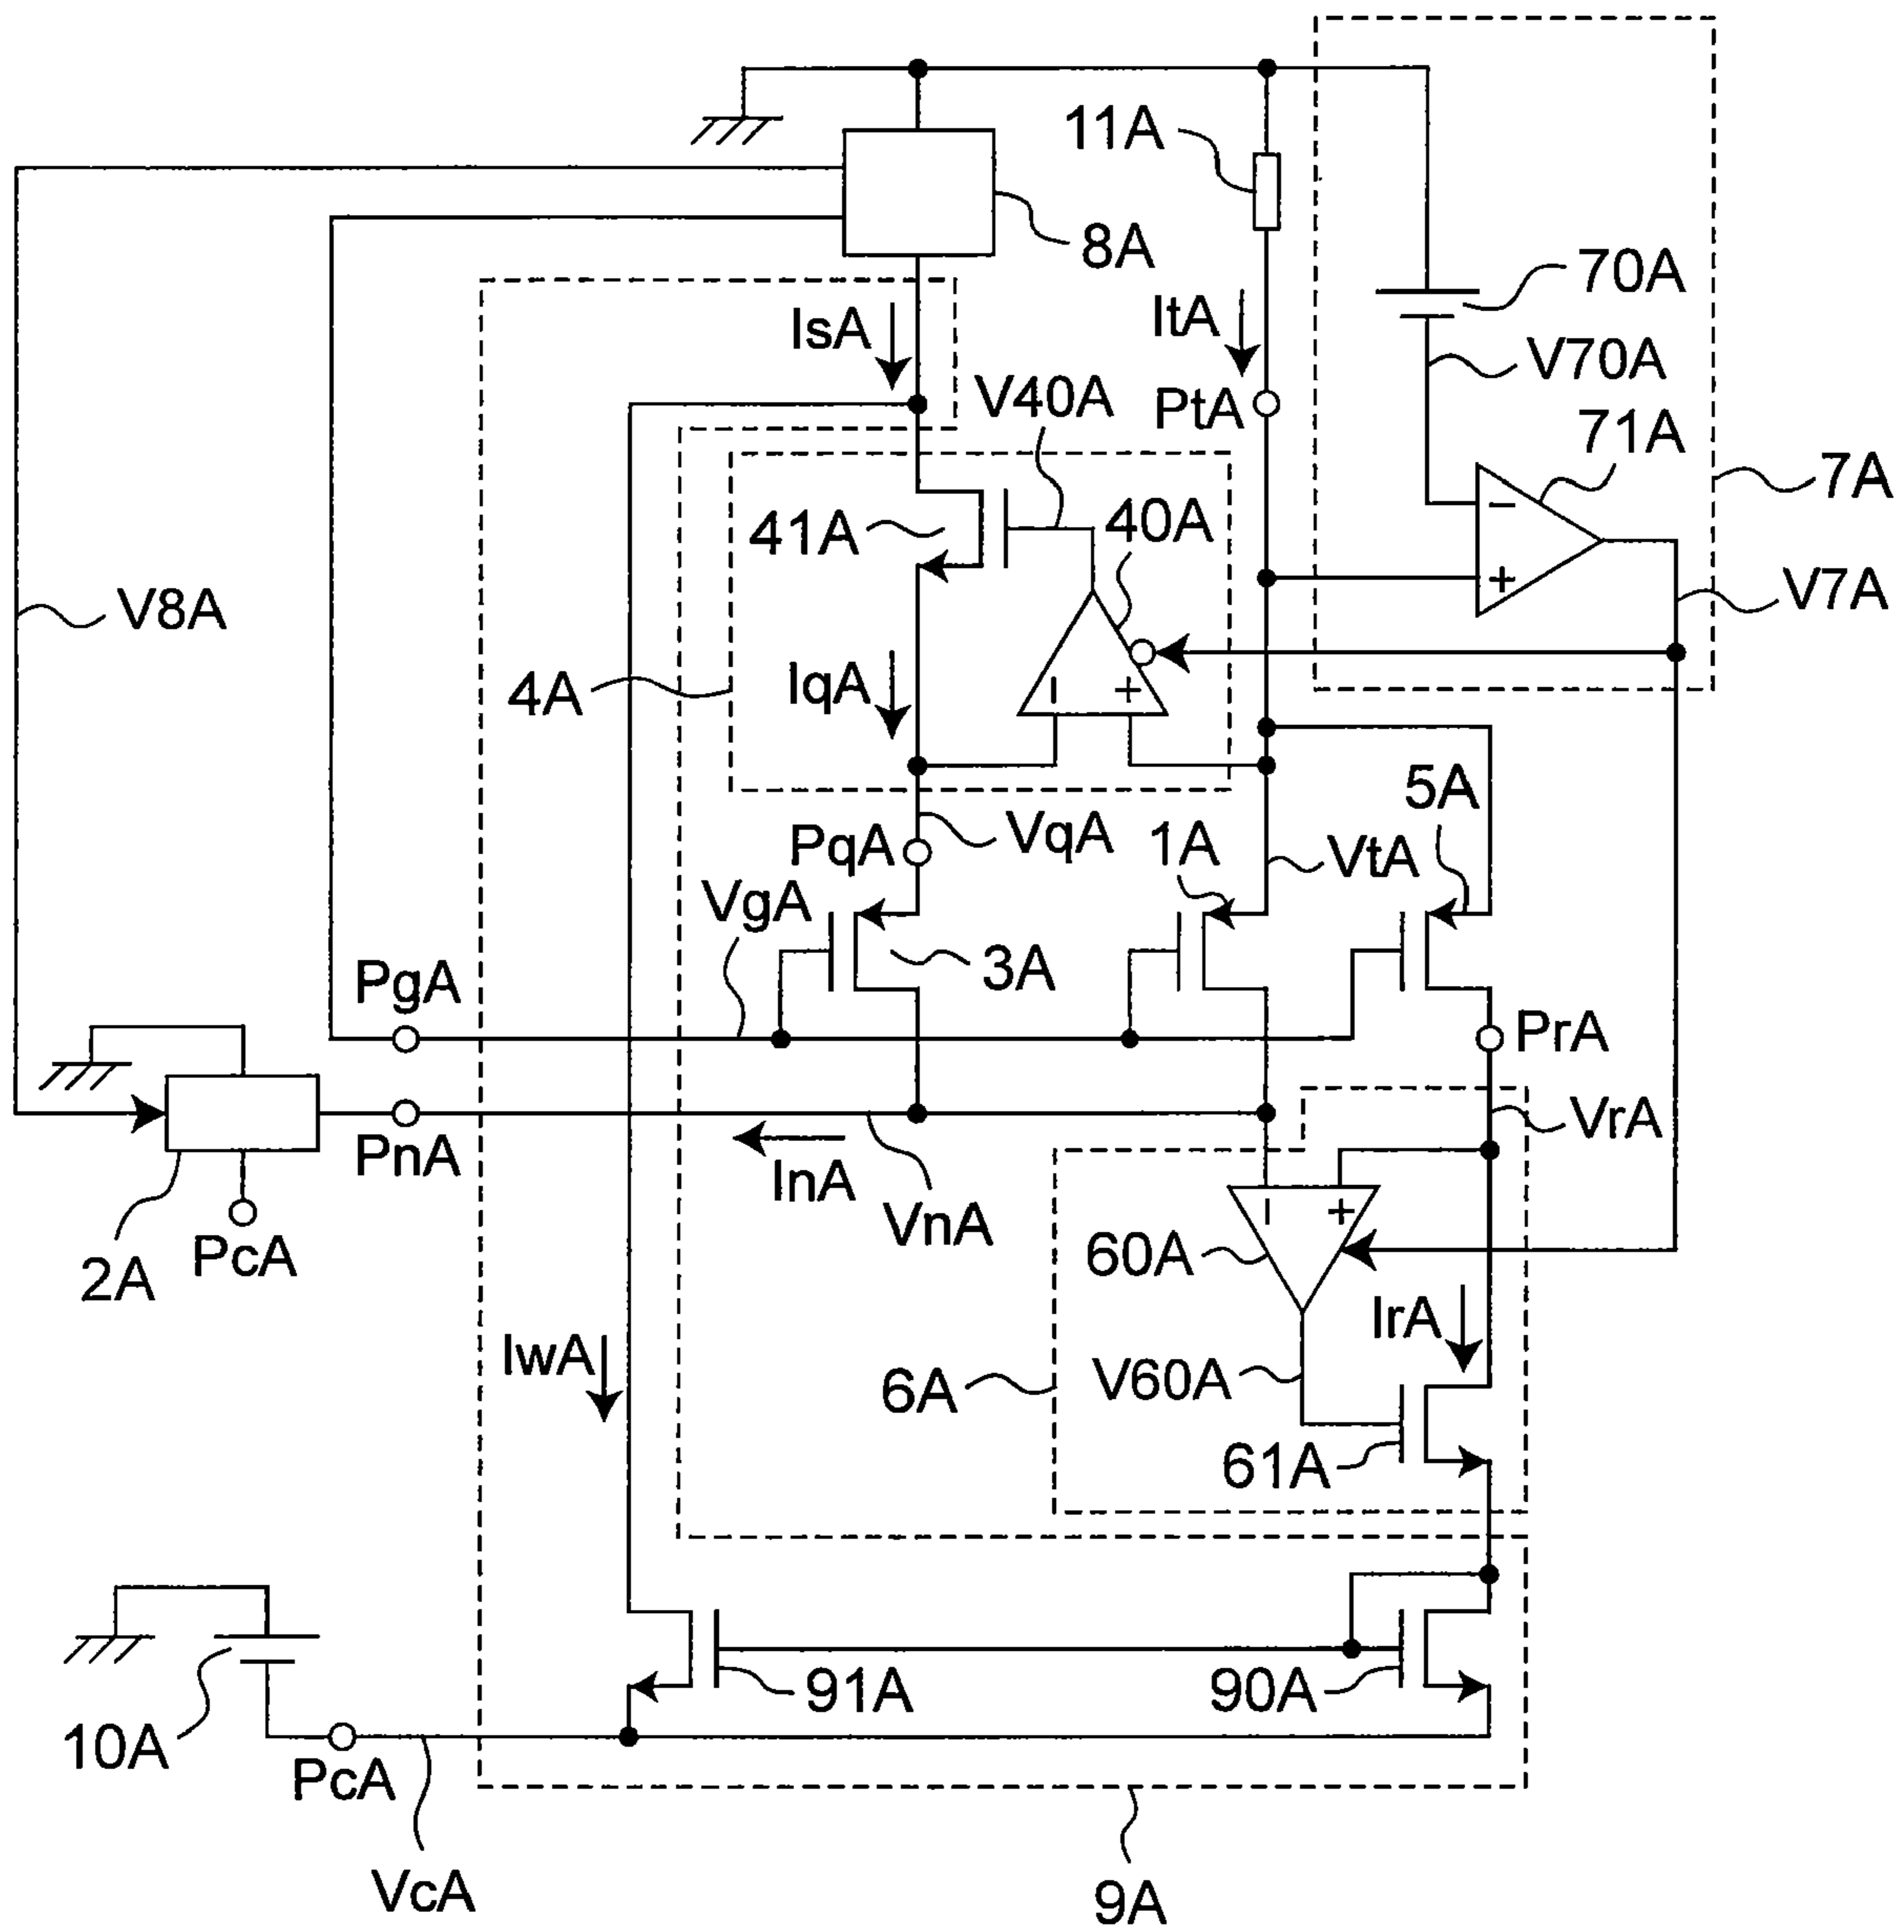 11A
8A
70A
IsA
ItA
V70A
V40A
PtA
71A
7A
41A
40A
−
+
V8A
V7A
4A
IqA
−
+
5A
PqA
VqA
1A
VtA
VgA
3A
PgA
PrA
PnA
InA
VrA
VnA
−
+
2A
PcA
60A
IrA
IwA
6A
V60A
61A
10A
91A
90A
PcA
VcA
9A